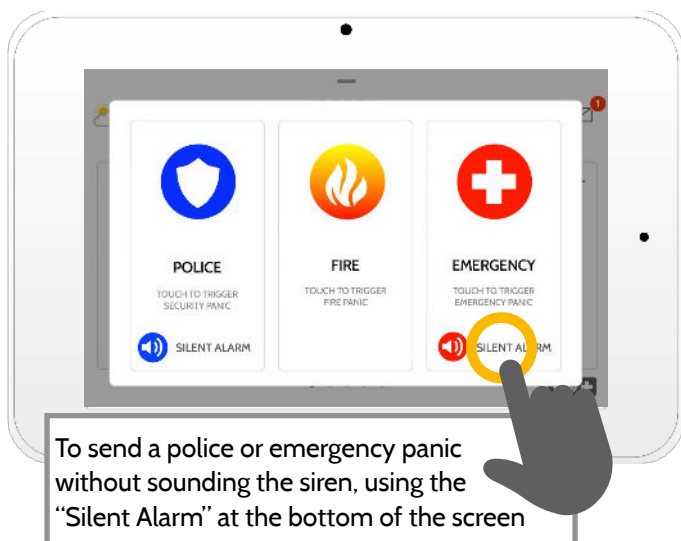 1
POLICE
TOUCH TO TRIGGER
SECURITY PANIC
SILENT ALARM
FIRE
TOUCH TO TRIGGER
FIRE PANIC
EMERGENCY
TOUCH TO TRIGGER
EMERGENCY PANIC
SILENT ALARM
To send a police or emergency panic
without sounding the siren, using the
“Silent Alarm” at the bottom of the screen